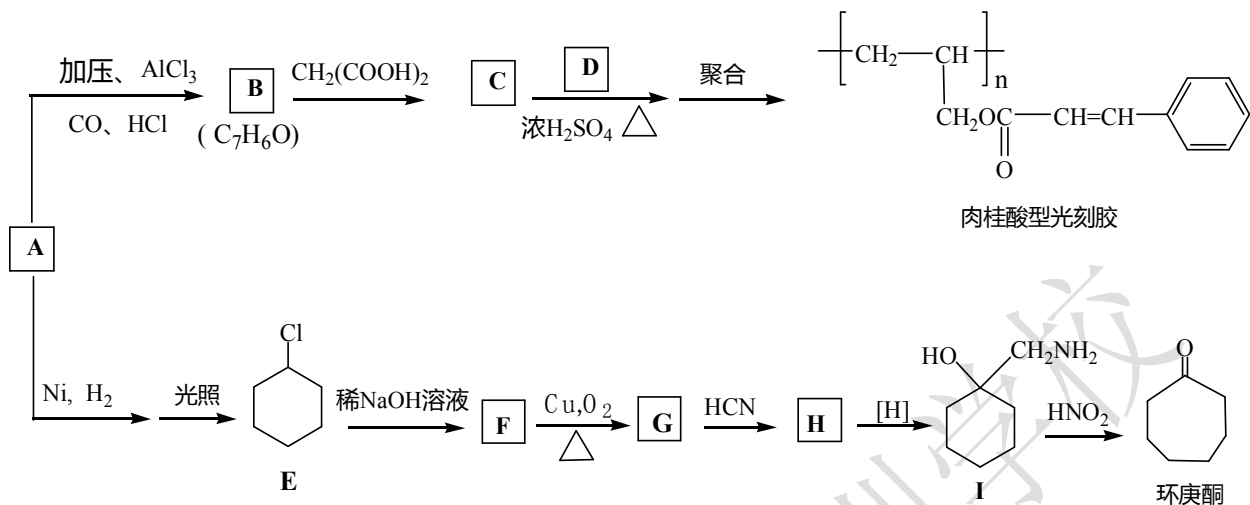 加压、AlCl3
CO、HCl
B
( C7H6O)
CH2(COOH)2
C
D
浓H2SO4 △
聚合
CH2 CH
n
CH2OC CH=CH
O
肉桂酸型光刻胶
A
Ni, H2
光照
Cl
E
稀NaOH溶液
F
Cu,O2
△
G
HCN
H
[H]
HO CH2NH2
I
HNO2
O
环庚酮
学校